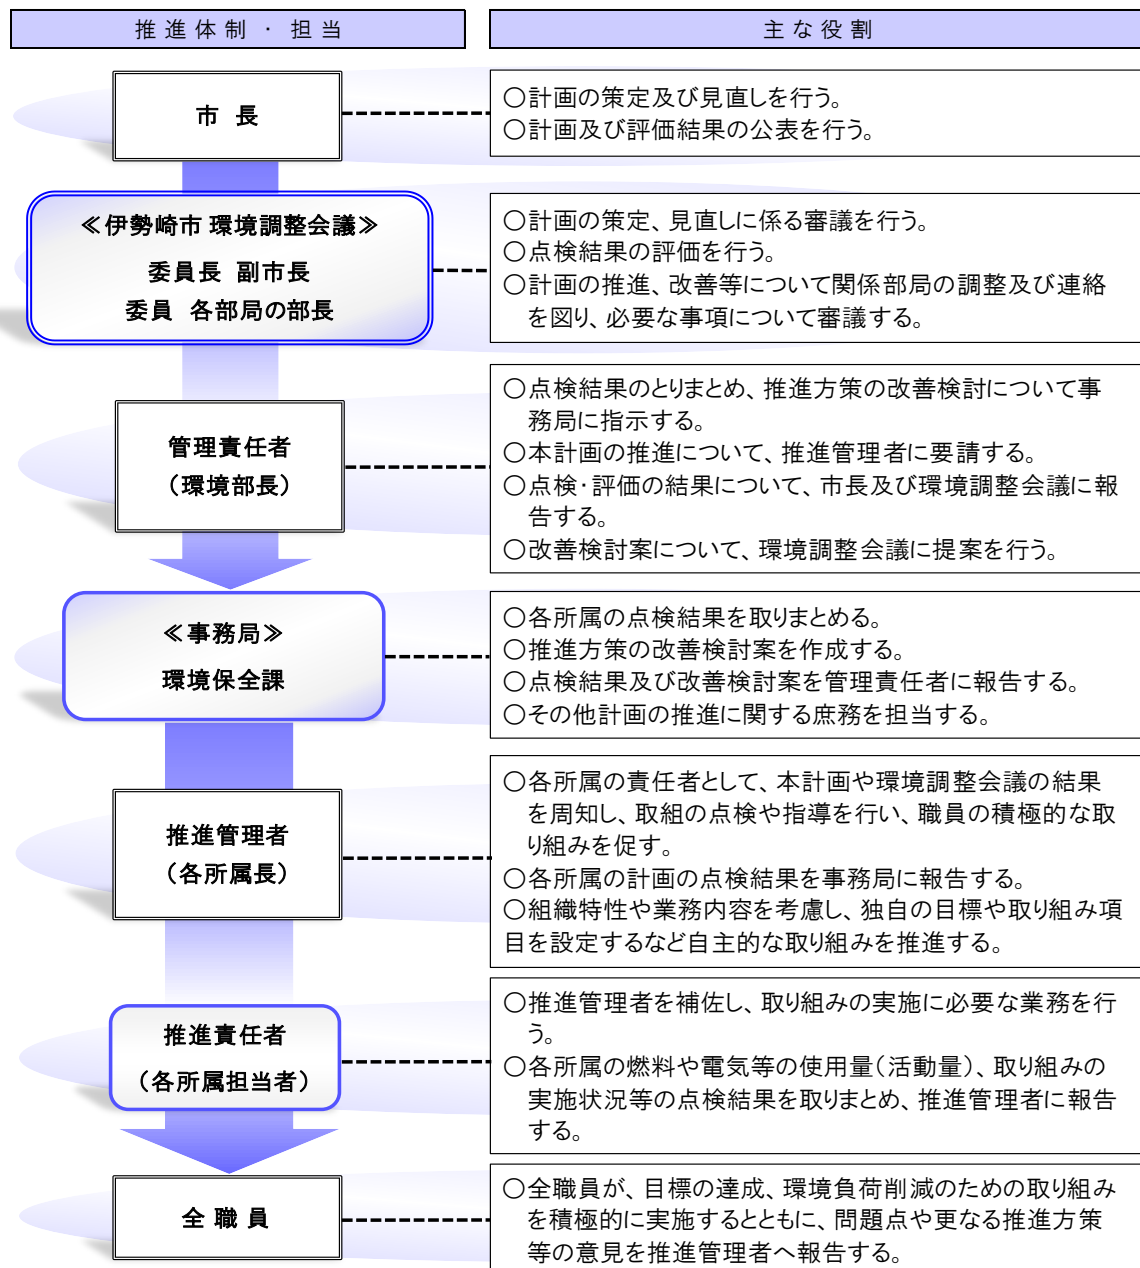 推進体制・担当
主な役割
市 長
○計画の策定及び見直しを行う。
○計画及び評価結果の公表を行う。
≪伊勢崎市 環境調整会議≫
委員長 副市長
委員 各部局の部長
○計画の策定、見直しに係る審議を行う。
○点検結果の評価を行う。
○計画の推進、改善等について関係部局の調整及び連絡
を図り、必要な事項について審議する。
管理責任者
（環境部長）
○点検結果のとりまとめ、推進方策の改善検討について事
務局に指示する。
○本計画の推進について、推進管理者に要請する。
○点検・評価の結果について、市長及び環境調整会議に報
告する。
○改善検討案について、環境調整会議に提案を行う。
≪事務局≫
環境保全課
○各所属の点検結果を取りまとめる。
○推進方策の改善検討案を作成する。
○点検結果及び改善検討案を管理責任者に報告する。
○その他計画の推進に関する庶務を担当する。
推進管理者
（各所属長）
○各所属の責任者として、本計画や環境調整会議の結果
を周知し、取組の点検や指導を行い、職員の積極的な取
り組みを促す。
○各所属の計画の点検結果を事務局に報告する。
○組織特性や業務内容を考慮し、独自の目標や取り組み項
目を設定するなど自主的な取り組みを推進する。
推進責任者
（各所属担当者）
○推進管理者を補佐し、取り組みの実施に必要な業務を行
う。
○各所属の燃料や電気等の使用量（活動量）、取り組みの
実施状況等の点検結果を取りまとめ、推進管理者に報告
する。
全 職 員
○全職員が、目標の達成、環境負荷削減のための取り組み
を積極的に実施するとともに、問題点や更なる推進方策
等の意見を推進管理者へ報告する。